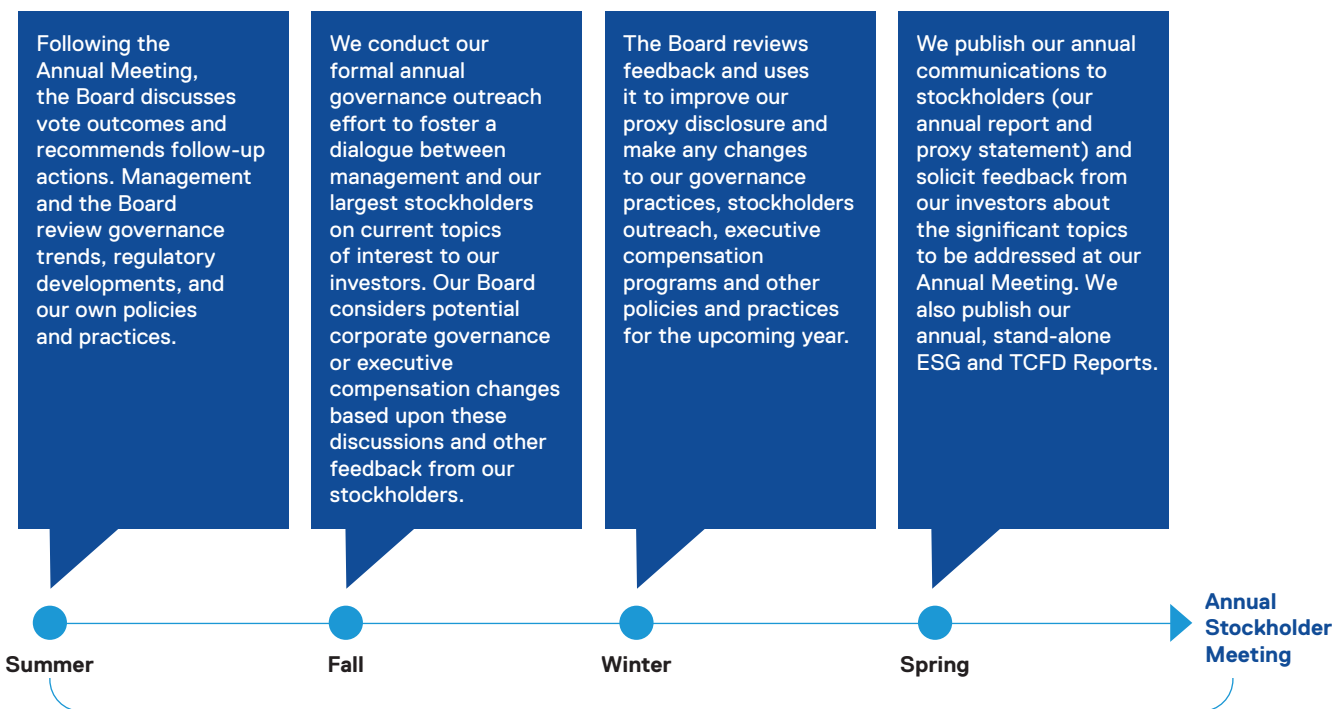 Following the
Annual Meeting,
the Board discusses
vote outcomes and
recommends follow-up
actions. Management
and the Board
review governance
trends, regulatory
developments, and
our own policies
and practices.
We conduct our
formal annual
governance outreach
effort to foster a
dialogue between
management and our
largest stockholders
on current topics
of interest to our
investors. Our Board
considers potential
corporate governance
or executive
compensation changes
based upon these
discussions and other
feedback from our
stockholders.
The Board reviews
feedback and uses
it to improve our
proxy disclosure and
make any changes
to our governance
practices, stockholders
outreach, executive
compensation
programs and other
policies and practices
for the upcoming year.
We publish our annual
communications to
stockholders (our
annual report and
proxy statement) and
solicit feedback from
our investors about
the significant topics
to be addressed at our
Annual Meeting. We
also publish our
annual, stand-alone
ESG and TCFD Reports.
Summer
Fall
Winter
Spring
Annual
Stockholder
Meeting